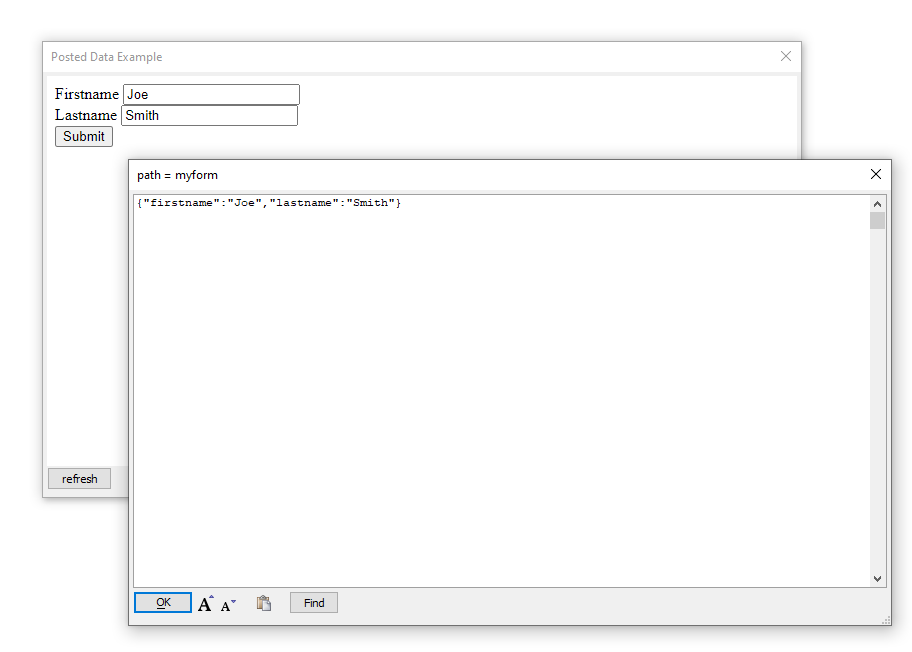 Posted Data Example
Firstname Joe
Lastname Smith
Submit
path = myform
{"firstname":"Joe","lastname":"Smith"}
refresh
OK A A Find